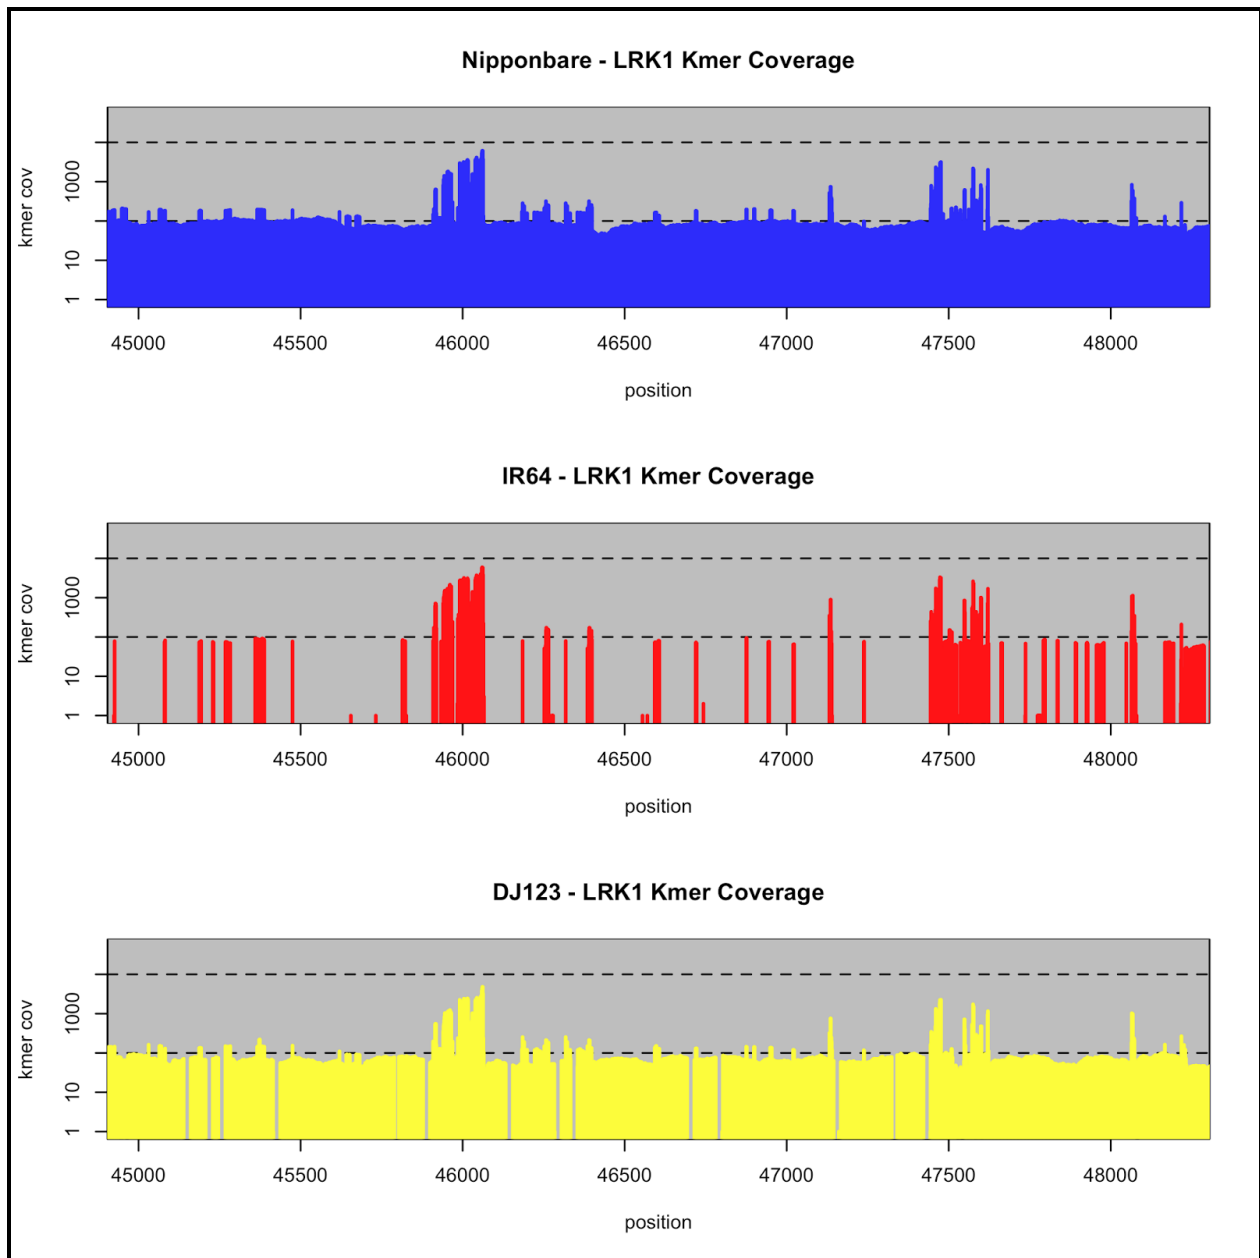 Nipponbare - LRK1 Kmer Coverage
kmer cov
1000
10
1
45000 45500 46000 46500 47000 47500 48000
position
IR64 - LRK1 Kmer Coverage
kmer cov
1000
10
1
45000 45500 46000 46500 47000 47500 48000
position
DJ123 - LRK1 Kmer Coverage
kmer cov
1000
10
1
45000 45500 46000 46500 47000 47500 48000
position